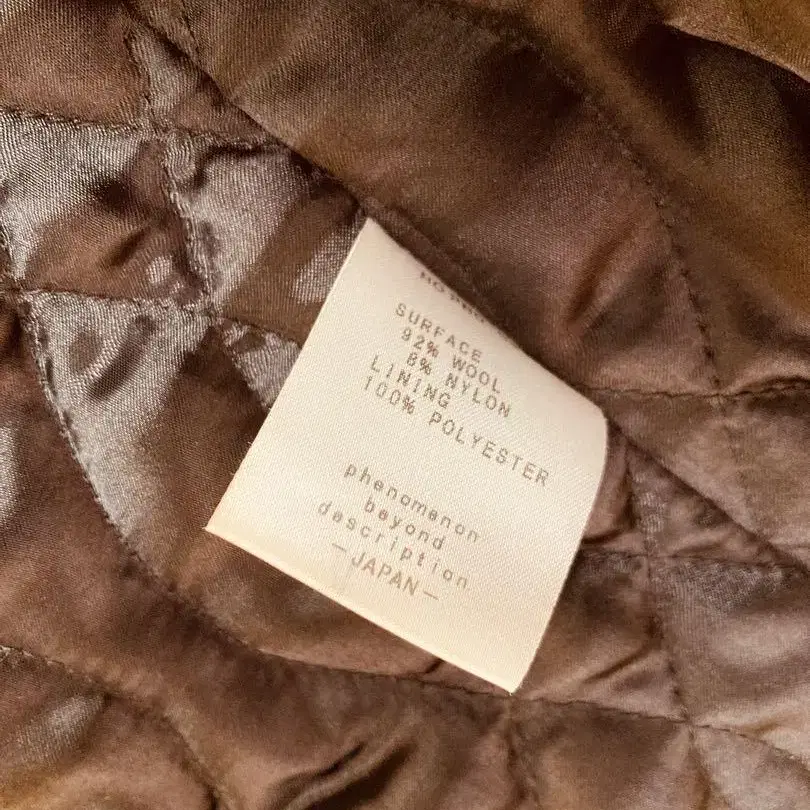 SURFACE
92% WOOL
8% NYLON
LINING
100% POLYESTER
phenomenon
beyond
description
—JAPAN—